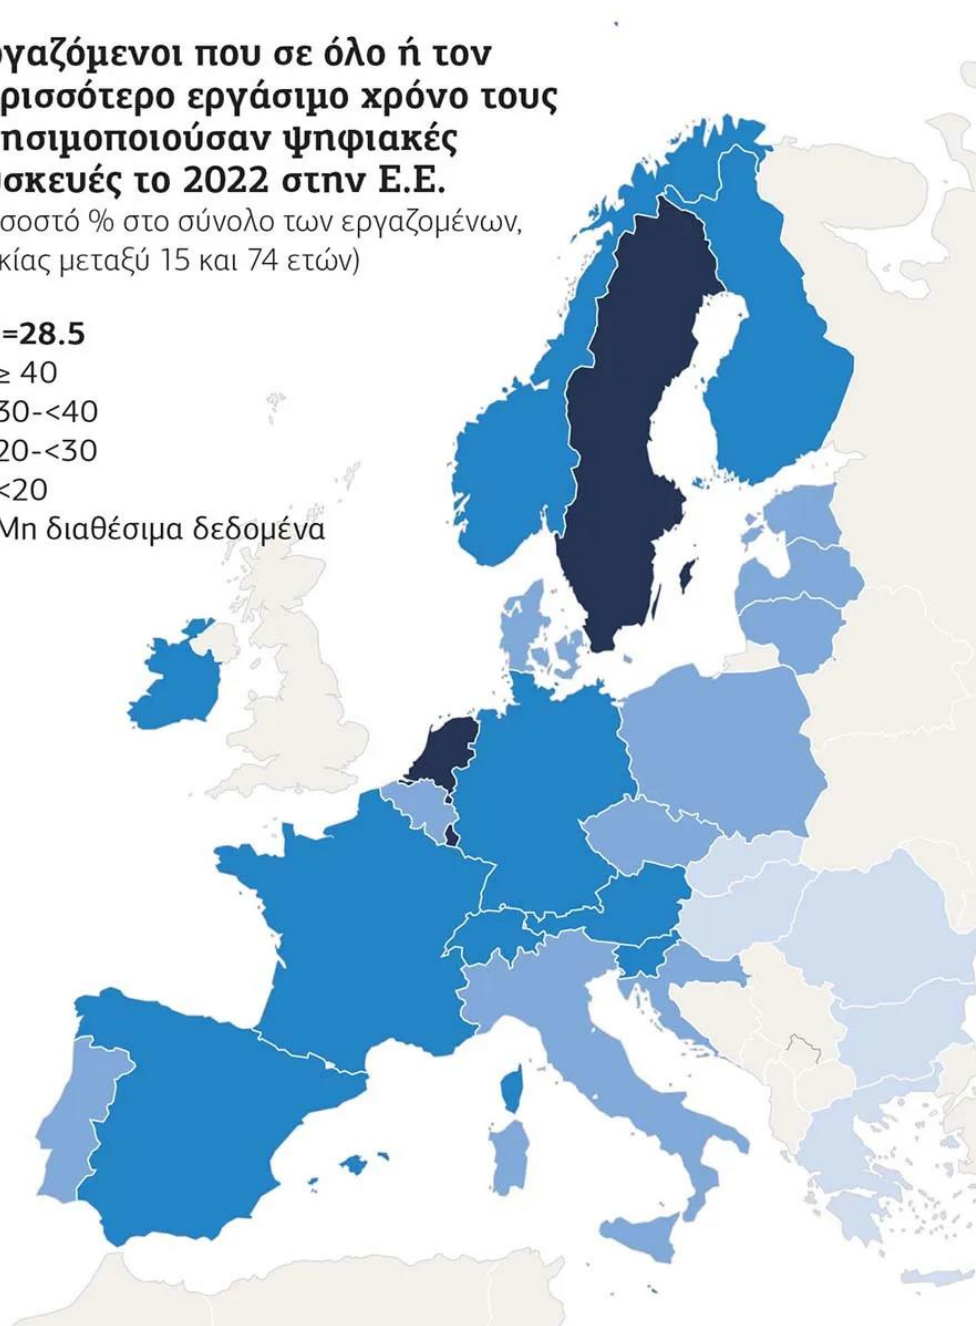 ργαζόμενοι που σε όλο ή τον
ρισσότερο εργάσιμο χρόνο τους
ησιμοποιούσαν ψηφιακές
σκευές το 2022 στην Ε.Ε.
σοστό % στο σύνολο των εργαζομένων,
κίας μεταξύ 15 και 74 ετών)
=28.5
≥ 40
30-<40
20-<30
<20
Μη διαθέσιμα δεδομένα